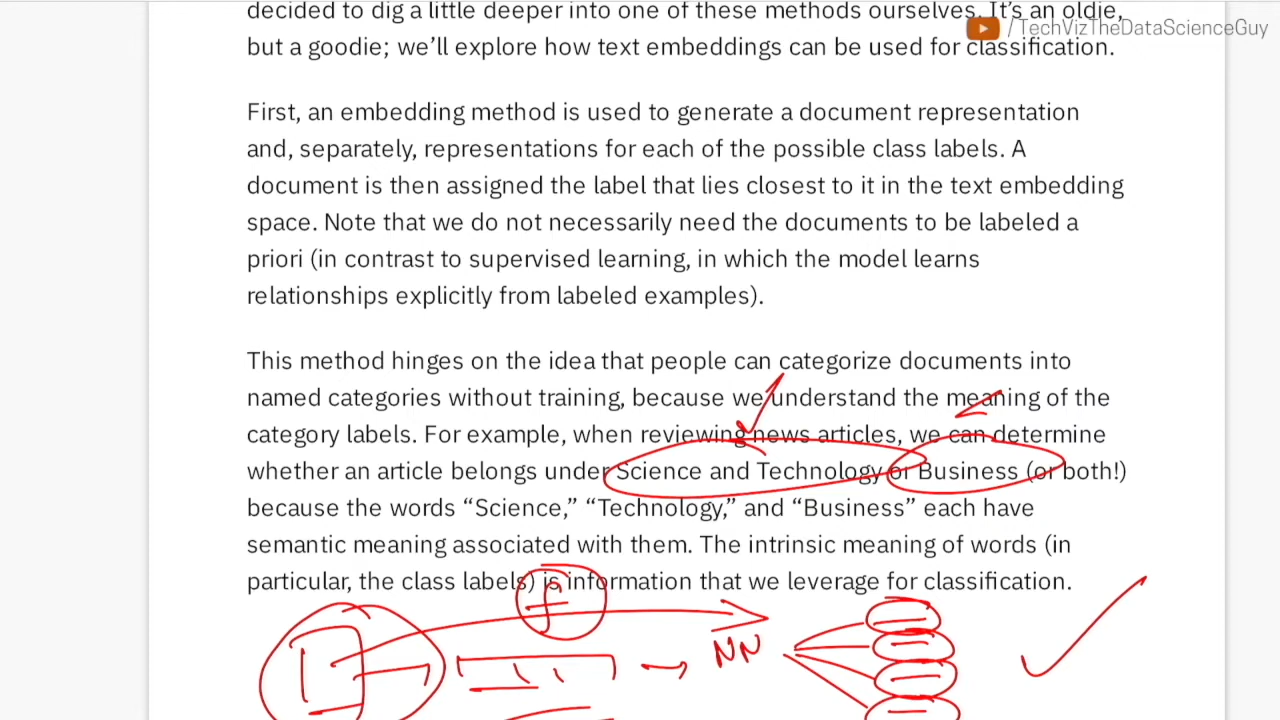 decided to dig a little deeper into one of these methods ourselves. It's an oldie,
/TechVizTheDataScienceGuy
but a goodie; we'll explore how text embeddings can be used for classification.
First, an embedding method is used to generate a document representation
and, separately, representations for each of the possible class labels. A
document is then assigned the label that lies closest to it in the text embedding
space. Note that we do not necessarily need the documents to be labeled a
priori (in contrast to supervised learning, in which the model learns
relationships explicitly from labeled examples).
This method hinges on the idea that people can categorize documents into
named categories without training, because we understand the meaning of the
category labels. For example, when reviewing news articles, we can determine
whether an article belongs under Science and Technology or Business (or both!)
because the words “Science,” “Technology,” and “Business” each have
semantic meaning associated with them. The intrinsic meaning of words (in
particular, the class labels) is information that we leverage for classification.
f
NN